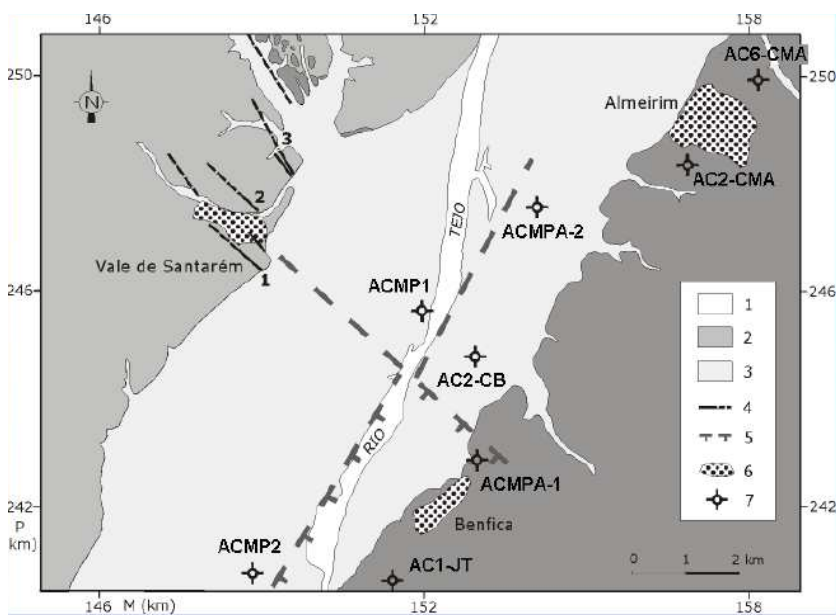 146 152 158
250 AC6-CMA 250
N
Almeirim
3
2
AC2-CMA
TEJO
ACMPA-2
Vale de Santarém
1
246 ACMP1 246
1
2
AC2-CB
3
4
RIO
5
ACMPA-1
6
242 Benfica 7 242
P
(km)
ACMP2
AC1-JT
0 1 2 km
146 M (km) 152 158